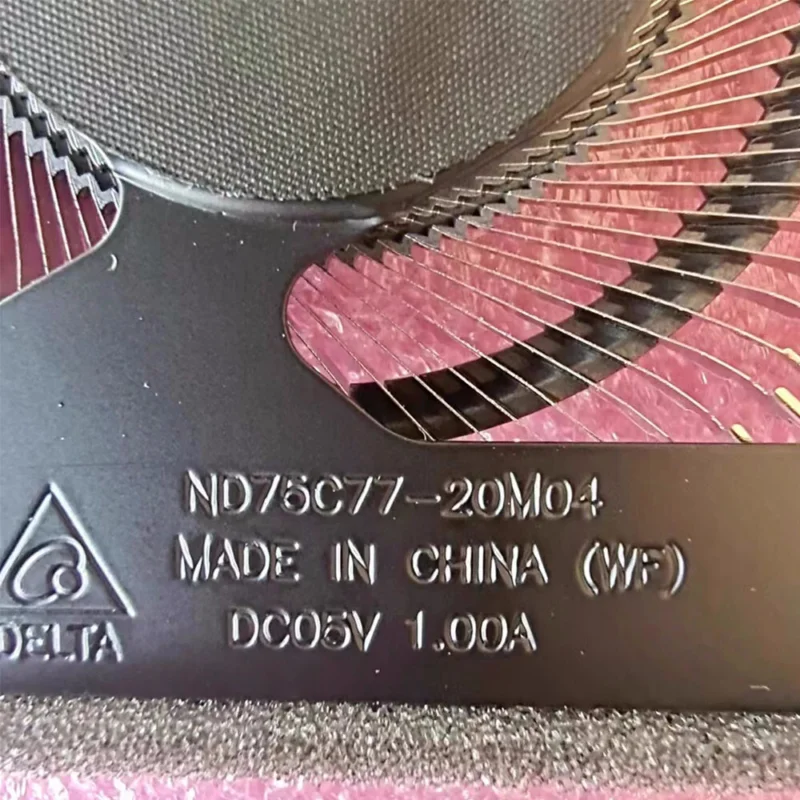 ND75C77-20M04
MADE IN CHINA (WF)
DC05V 1.00A
DELTA